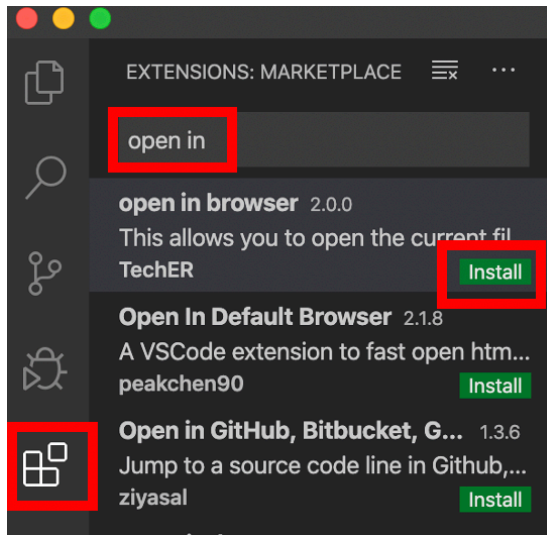 EXTENSIONS: MARKETPLACE
open in
open in browser 2.0.0
This allows you to open the current fil...
TechER Install
Open In Default Browser 2.1.8
A VSCode extension to fast open htm...
peakchen90 Install
Open in GitHub, Bitbucket, G... 1.3.6
Jump to a source code line in Github,...
ziyasal Install